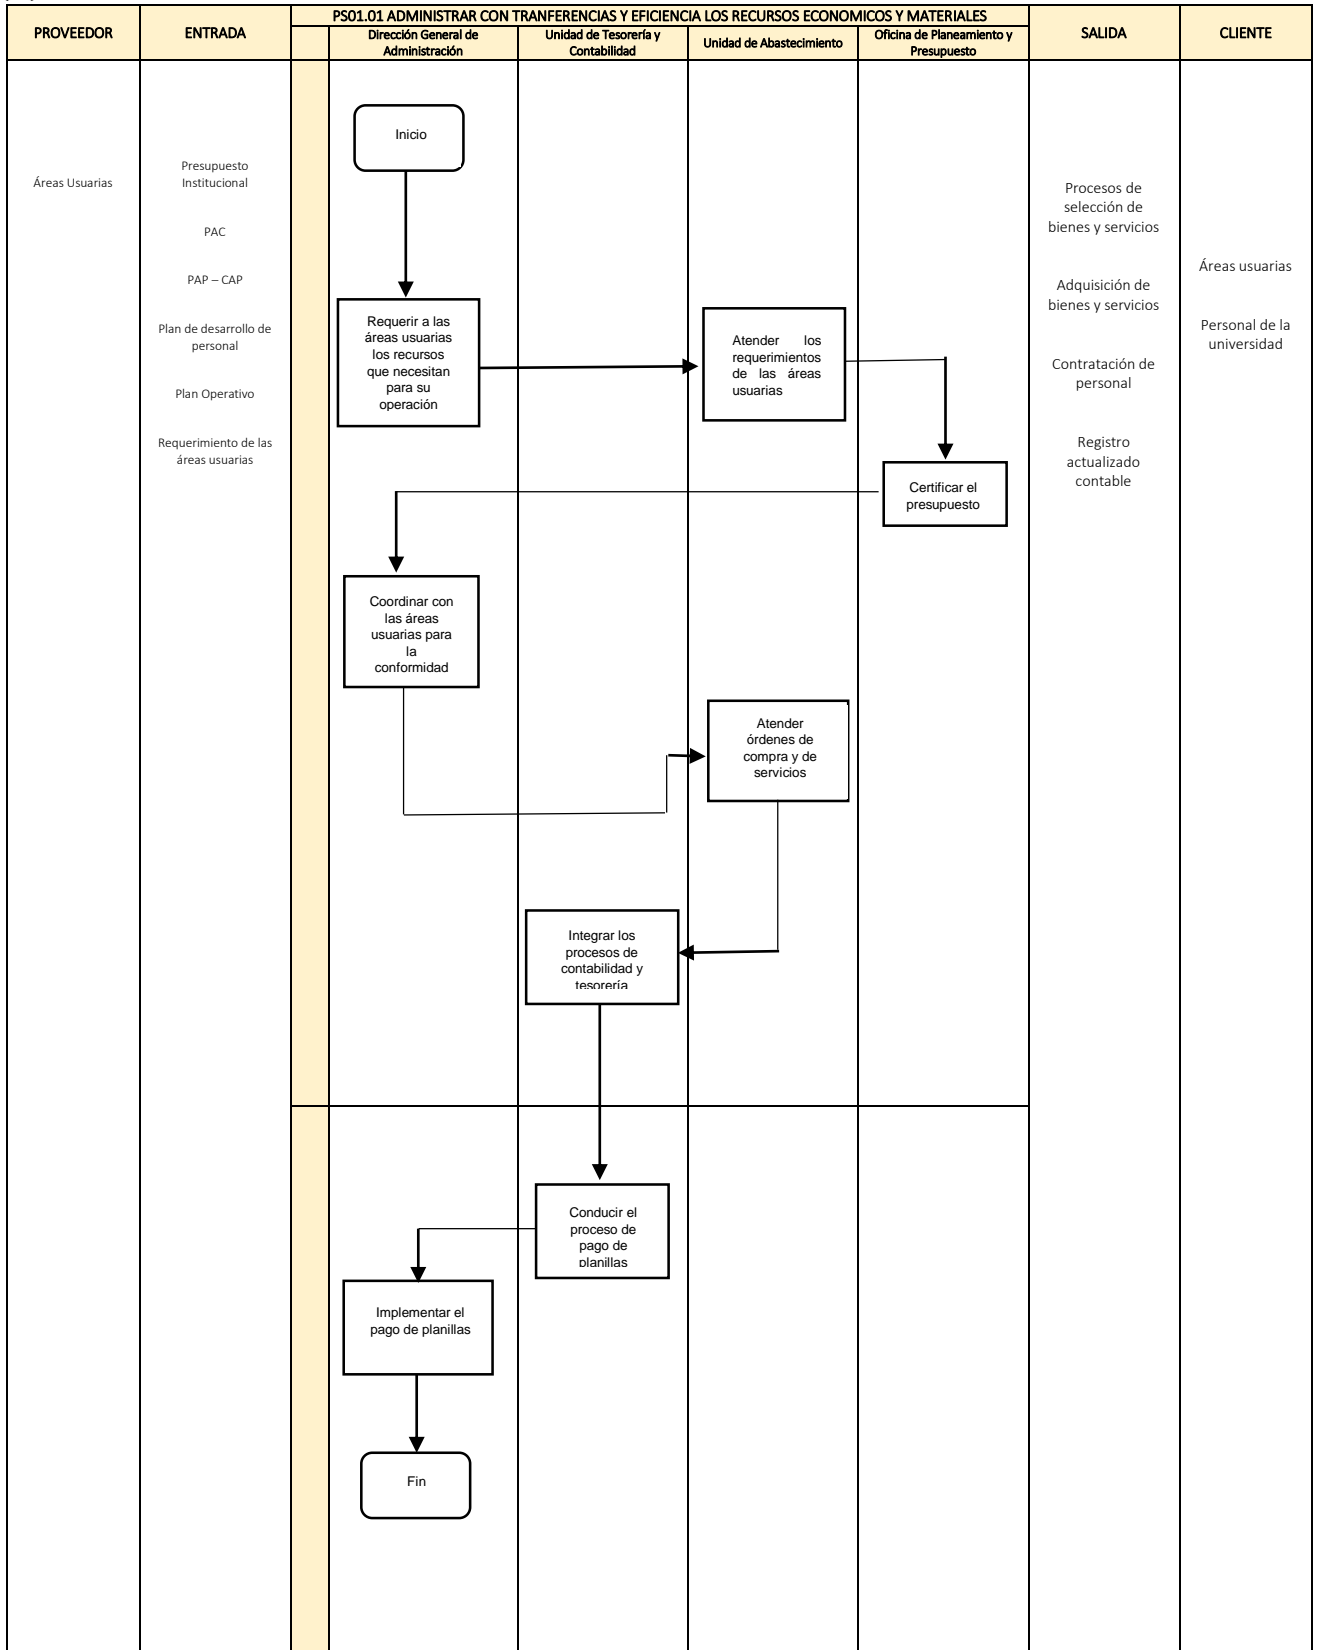 PS01.01 ADMINISTRAR CON TRANFERENCIAS Y EFICIENCIA LOS RECURSOS ECONOMICOS Y MATERIALES
PROVEEDOR
ENTRADA
Dirección General de
Administración
Unidad de Tesorería y
Contabilidad
Unidad de Abastecimiento
Oficina de Planeamiento y
Presupuesto
SALIDA
CLIENTE
Áreas Usuarias
Presupuesto
Institucional
PAC
PAP – CAP
Plan de desarrollo de
personal
Plan Operativo
Requerimiento de las
áreas usuarias
Inicio
Requerir a las
áreas usuarias
los recursos
que necesitan
para su
operación
Atender los
requerimientos
de las áreas
usuarias
Certificar el
presupuesto
Coordinar con
las áreas
usuarias para
la
conformidad
Atender
órdenes de
compra y de
servicios
Integrar los
procesos de
contabilidad y
tesorería
Conducir el
proceso de
pago de
planillas
Implementar el
pago de planillas
Fin
Procesos de
selección de
bienes y servicios
Adquisición de
bienes y servicios
Contratación de
personal
Registro
actualizado
contable
Áreas usuarias
Personal de la
universidad